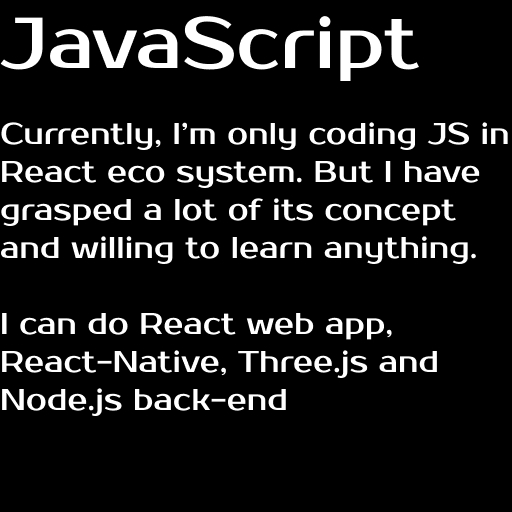 JavaScript
Currently, I’m only coding JS in
React eco system. But I have
grasped a lot of its concept
and willing to learn anything.
I can do React web app,
React-Native, Three.js and
Node.js back-end